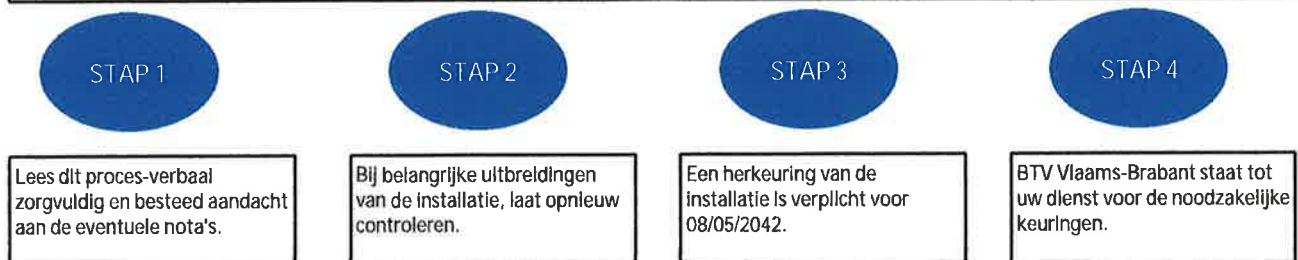 STAP 1
Lees dit proces-verbaal
zorgvuldig en besteed aandacht
aan de eventuele nota's.
STAP 2
Bij belangrijke uitbreidingen
van de installatie, laat opnieuw
controleren.
STAP 3
Een herkeuring van de
installatie is verplicht voor
08/05/2042.
STAP 4
BTV Vlaams-Brabant staat tot
uw dienst voor de noodzakelijke
keuringen.